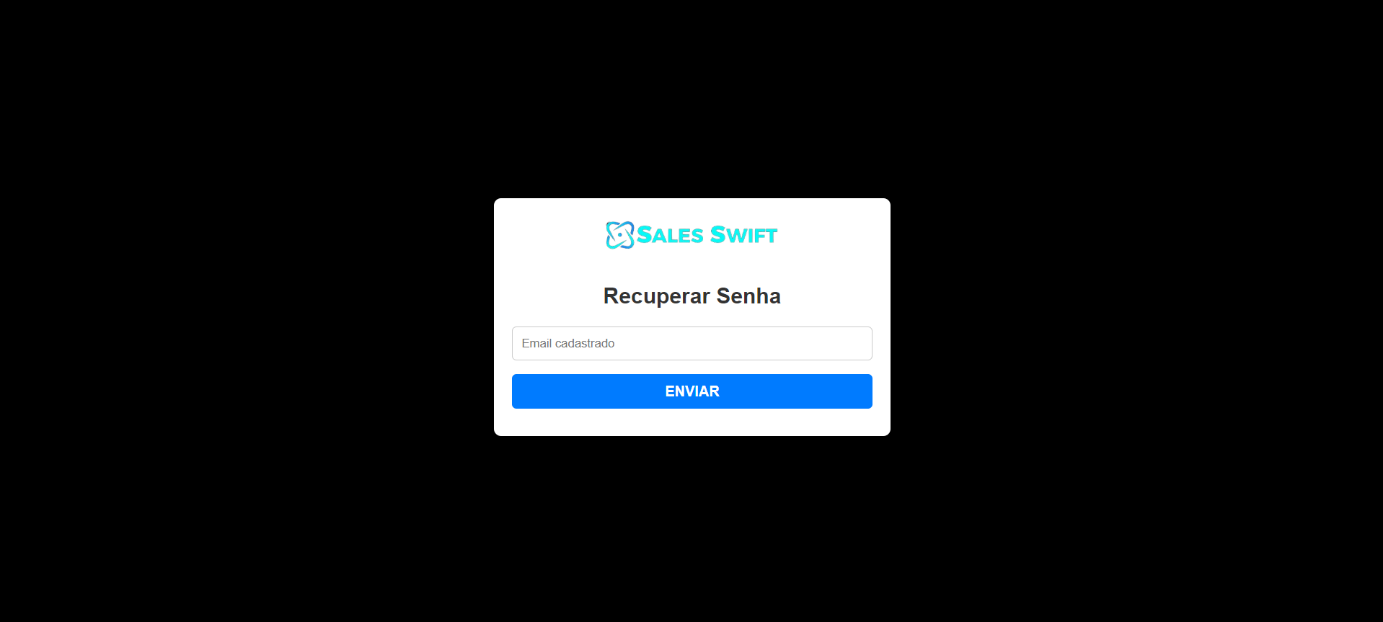 SALES SWIFT
Recuperar Senha
Email cadastrado
ENVIAR